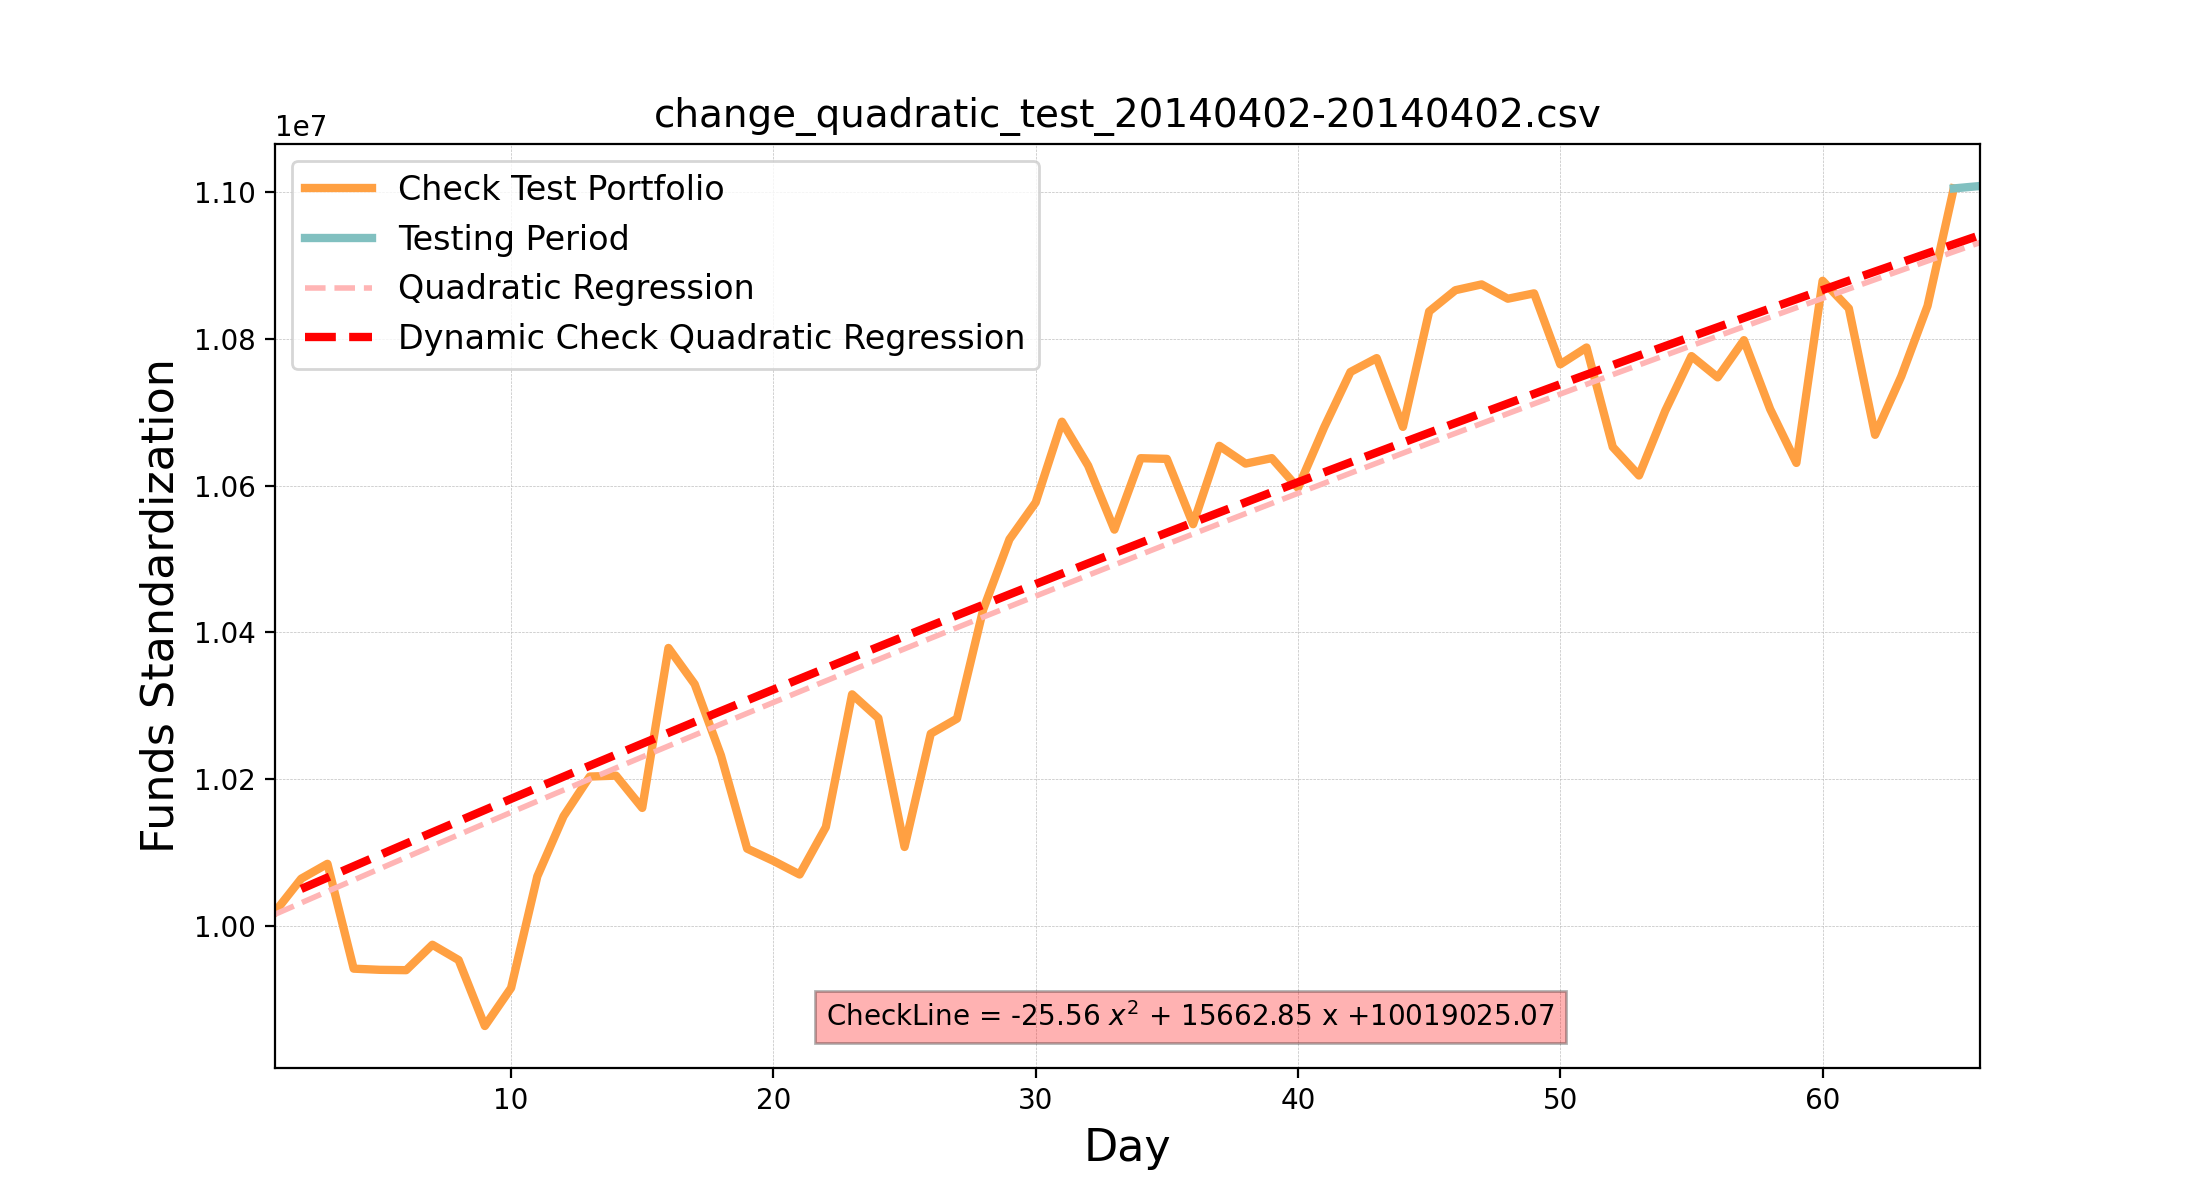 change_quadratic_test_20140402-20140402.csv
1e7
Check Test Portfolio
Testing Period
Quadratic Regression
Dynamic Check Quadratic Regression
1.10
1.08
1.06
1.04
1.02
1.00
Funds Standardization
CheckLine = -25.56 x² + 15662.85 x +10019025.07
10 20 30 40 50 60
Day